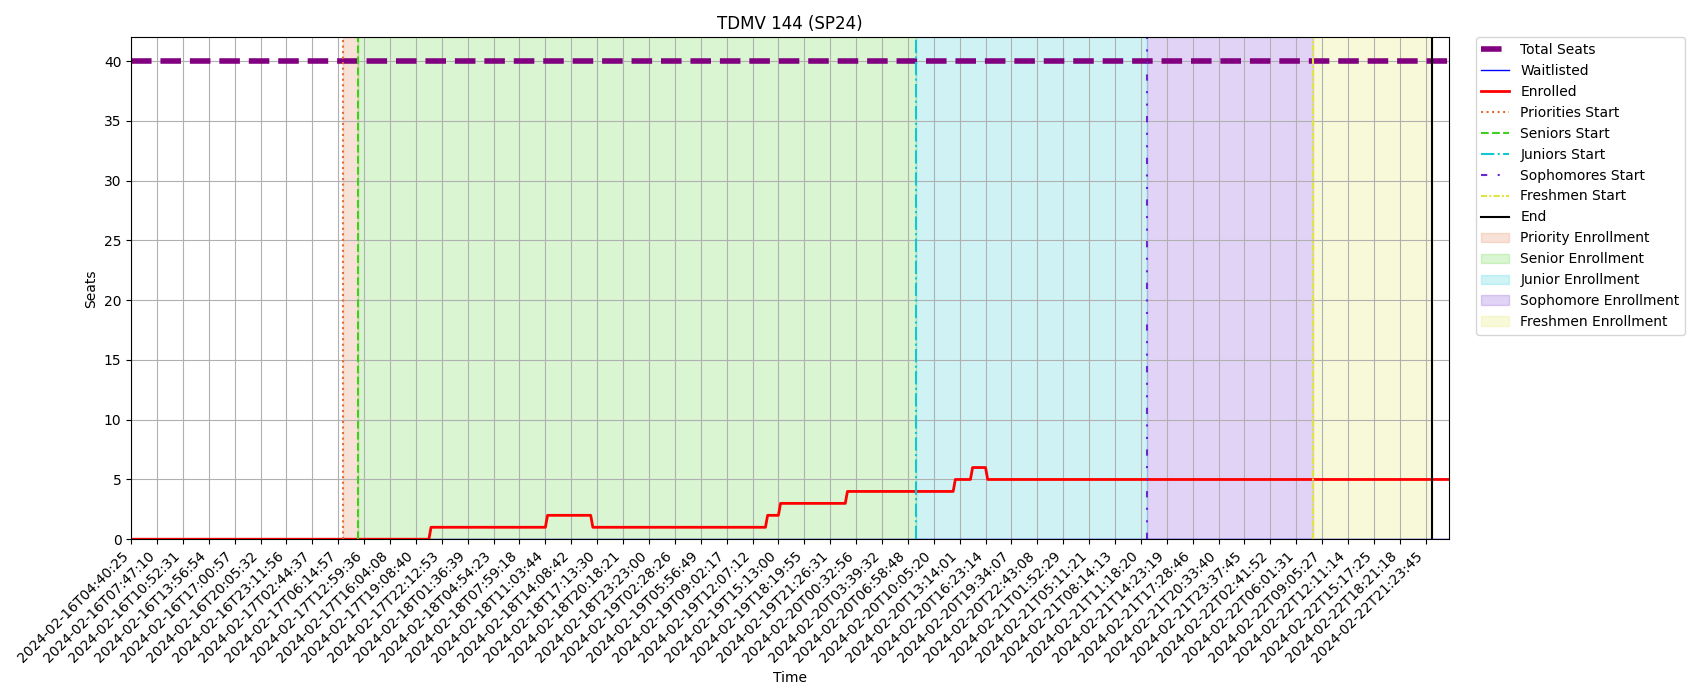 TDMV 144 (SP24)
Seats
40
35
30
25
20
15
10
5
0
2024-02-16T04:40:25
2024-02-16T07:47:10
2024-02-16T10:52:31
2024-02-16T13:56:54
2024-02-16T17:00:57
2024-02-16T20:05:32
2024-02-16T23:11:56
2024-02-17T02:44:37
2024-02-17T06:14:57
2024-02-17T12:59:36
2024-02-17T16:04:08
2024-02-17T19:08:40
2024-02-17T22:12:53
2024-02-18T01:36:39
2024-02-18T04:54:23
2024-02-18T07:59:18
2024-02-18T11:03:44
2024-02-18T14:08:42
2024-02-18T17:13:30
2024-02-18T20:18:21
2024-02-18T23:23:00
2024-02-19T02:28:26
2024-02-19T05:56:49
2024-02-19T09:02:17
2024-02-19T12:07:12
2024-02-19T15:13:00
2024-02-19T18:19:55
2024-02-19T21:26:31
2024-02-20T00:32:56
2024-02-20T03:39:32
2024-02-20T06:58:48
2024-02-20T10:05:20
2024-02-20T13:14:01
2024-02-20T16:23:14
2024-02-20T19:34:07
2024-02-20T22:43:08
2024-02-21T01:52:29
2024-02-21T05:11:21
2024-02-21T08:14:13
2024-02-21T11:18:20
2024-02-21T14:23:19
2024-02-21T17:28:46
2024-02-21T20:33:40
2024-02-21T23:37:45
2024-02-22T02:41:52
2024-02-22T06:01:31
2024-02-22T09:05:27
2024-02-22T12:11:14
2024-02-22T15:17:25
2024-02-22T18:21:18
2024-02-22T21:23:45
Time
Total Seats
Waitlisted
Enrolled
Priorities Start
Seniors Start
Juniors Start
Sophomores Start
Freshmen Start
End
Priority Enrollment
Senior Enrollment
Junior Enrollment
Sophomore Enrollment
Freshmen Enrollment